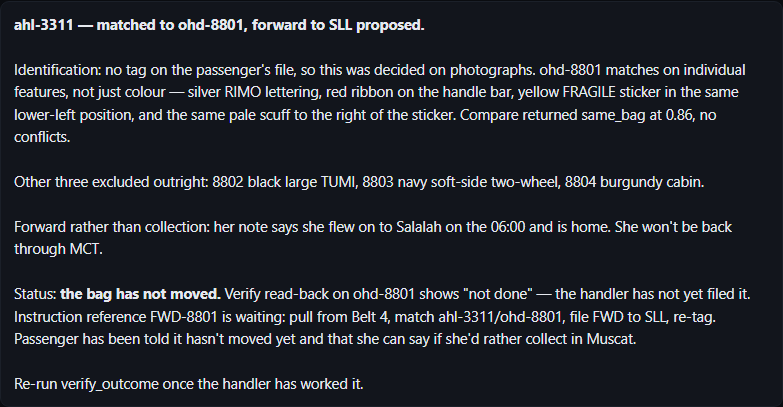 ahl-3311 — matched to ohd-8801, forward to SLL proposed.
Identification: no tag on the passenger's file, so this was decided on photographs. ohd-8801 matches on individual
features, not just colour — silver RIMO lettering, red ribbon on the handle bar, yellow FRAGILE sticker in the same
lower-left position, and the same pale scuff to the right of the sticker. Compare returned same_bag at 0.86, no
conflicts.
Other three excluded outright: 8802 black large TUMI, 8803 navy soft-side two-wheel, 8804 burgundy cabin.
Forward rather than collection: her note says she flew on to Salalah on the 06:00 and is home. She won't be back
through MCT.
Status: the bag has not moved. Verify read-back on ohd-8801 shows "not done" — the handler has not yet filed it.
Instruction reference FWD-8801 is waiting: pull from Belt 4, match ahl-3311/ohd-8801, file FWD to SLL, re-tag.
Passenger has been told it hasn't moved yet and that she can say if she'd rather collect in Muscat.
Re-run verify_outcome once the handler has worked it.